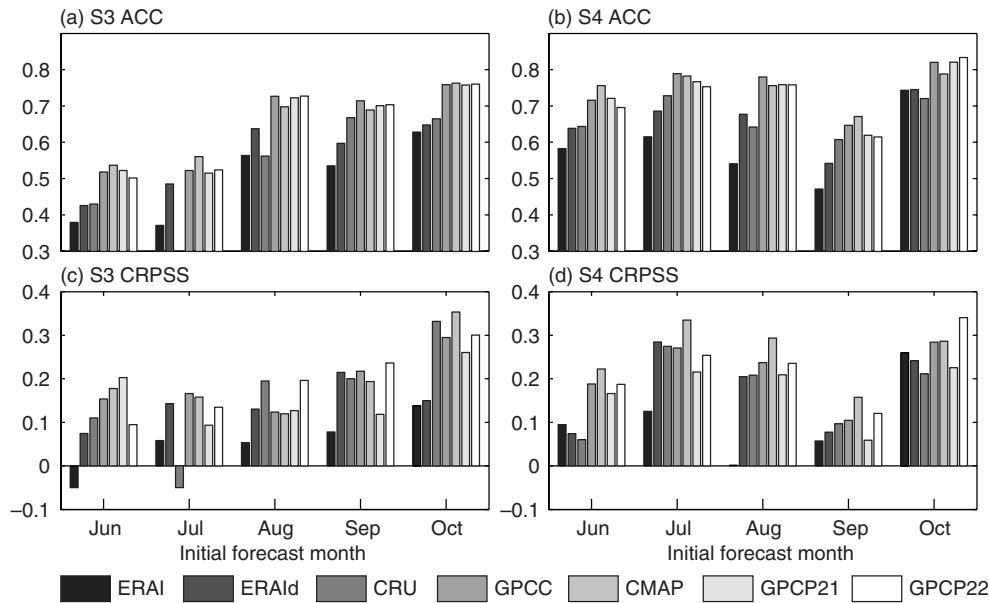 (a) S3 ACC
0.8
0.7
0.6
0.5
0.4
0.3
(b) S4 ACC
0.8
0.7
0.6
0.5
0.4
0.3
(c) S3 CRPSS
0.4
0.3
0.2
0.1
0
−0.1
Jun Jul Aug Sep Oct
Initial forecast month
(d) S4 CRPSS
0.4
0.3
0.2
0.1
0
−0.1
Jun Jul Aug Sep Oct
Initial forecast month
ERAI ERAId CRU GPCC CMAP GPCP21 GPCP22